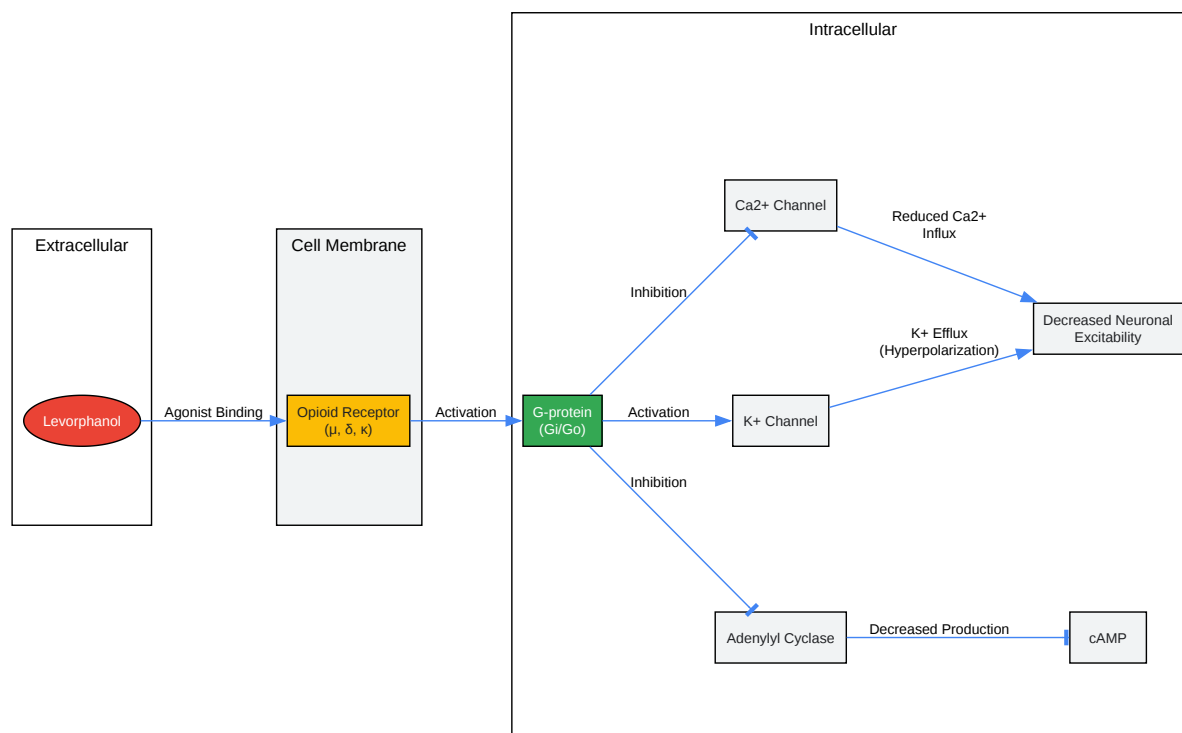 Intracellular
Extracellular
Cell Membrane
Ca2+ Channel
Reduced Ca2+
Influx
Inhibition
Decreased Neuronal
Excitability
K+ Efflux
(Hyperpolarization)
Levorphanol
Agonist Binding
Opioid Receptor
(μ, δ, κ)
Activation
G-protein
(Gi/Go)
Activation
K+ Channel
Inhibition
Adenylyl Cyclase
Decreased Production
cAMP